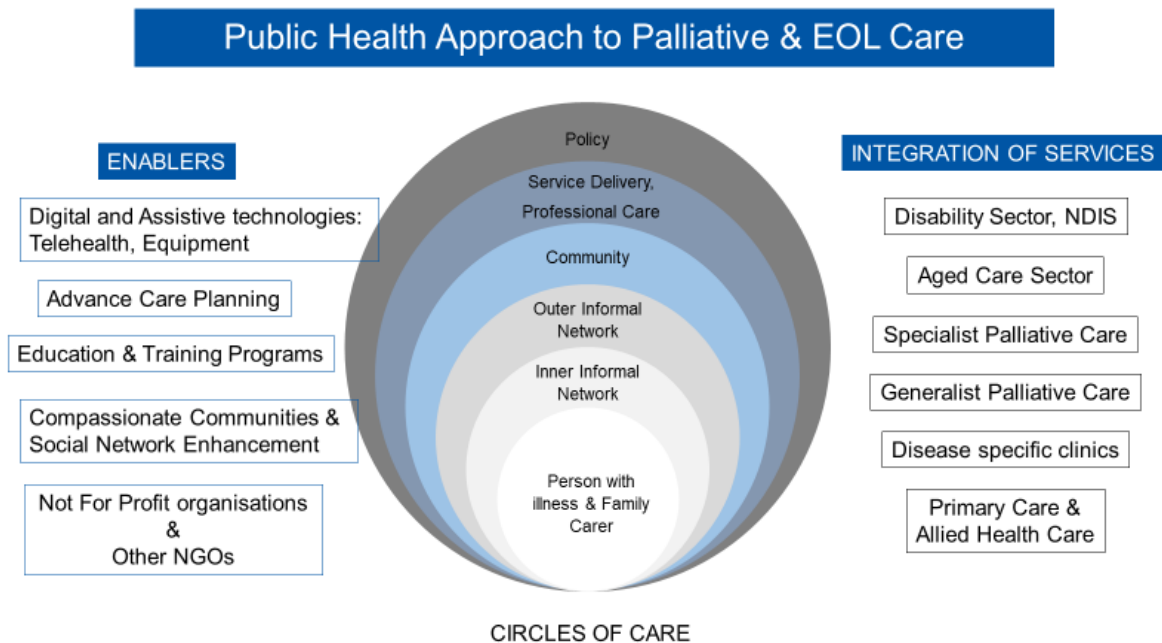 Public Health Approach to Palliative & EOL Care
ENABLERS
Digital and Assistive technologies:
Telehealth, Equipment
Advance Care Planning
Education & Training Programs
Compassionate Communities &
Social Network Enhancement
Not For Profit organisations
&
Other NGOs
Policy
Service Delivery,
Professional Care
Community
Outer Informal
Network
Inner Informal
Network
Person with
illness & Family
Carer
CIRCLES OF CARE
INTEGRATION OF SERVICES
Disability Sector, NDIS
Aged Care Sector
Specialist Palliative Care
Generalist Palliative Care
Disease specific clinics
Primary Care &
Allied Health Care